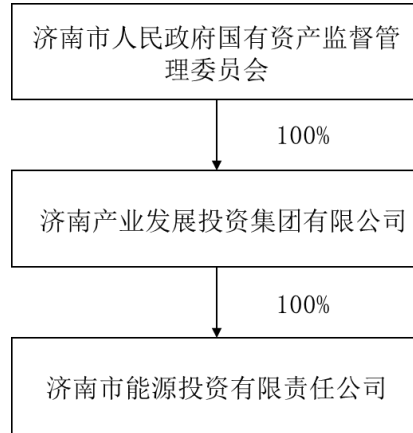 济南市人民政府国有资产监督管
理委员会
100%
济南产业发展投资集团有限公司
100%
济南市能源投资有限责任公司